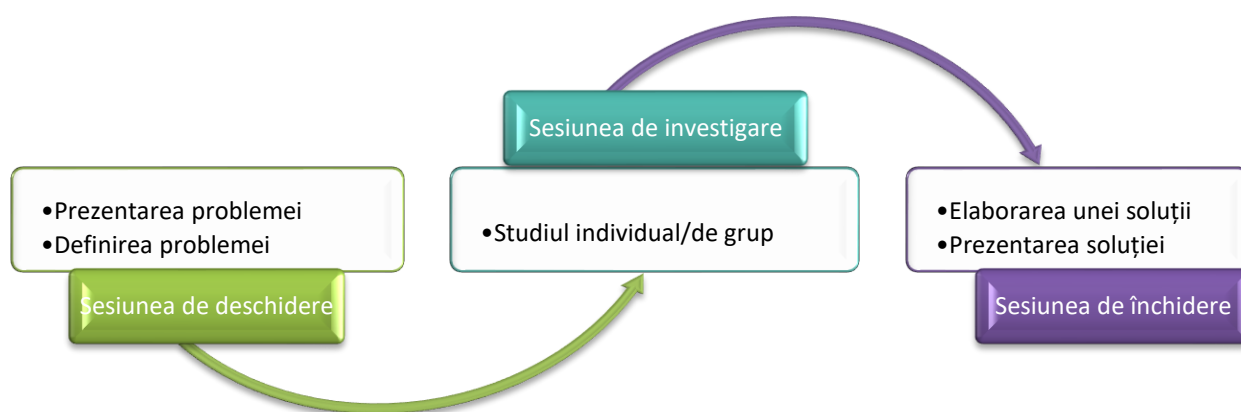 •Prezentarea problemei
•Definirea problemei
Sesiunea de deschidere
Sesiunea de investigare
•Studiul individual/de grup
•Elaborarea unei soluții
•Prezentarea soluției
Sesiunea de închidere